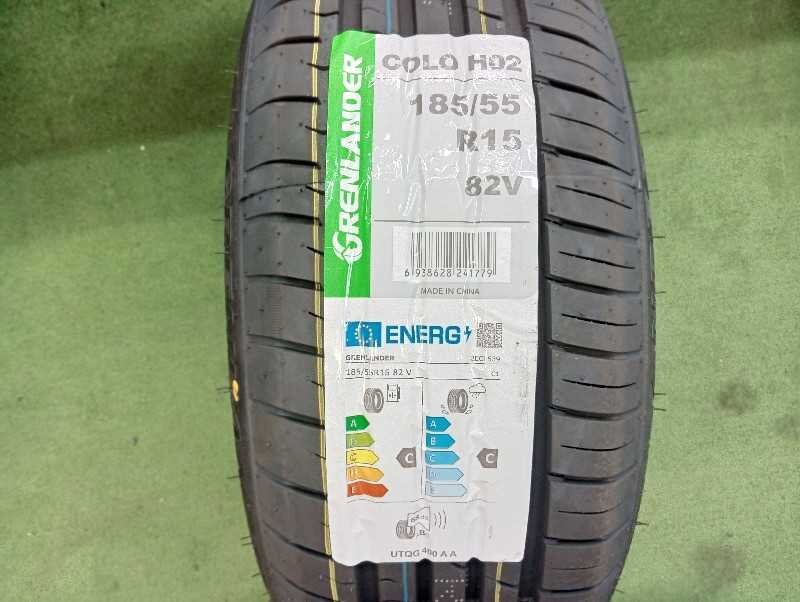 GRENLANDER
COLO H02
185/55
R15
82V
6 938628 241779
MADE IN CHINA
ENERG
GRENLANDER
185/55R15 82 V C1
A A
B B
C C C C
D D
E E
B
UTQG 400 A A